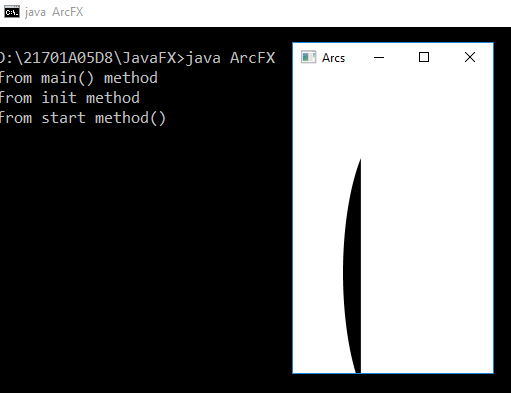 java ArcFX
D:\21701A05D8\JavaFX>java ArcFX
from main() method
from init method
from start method()
Arcs